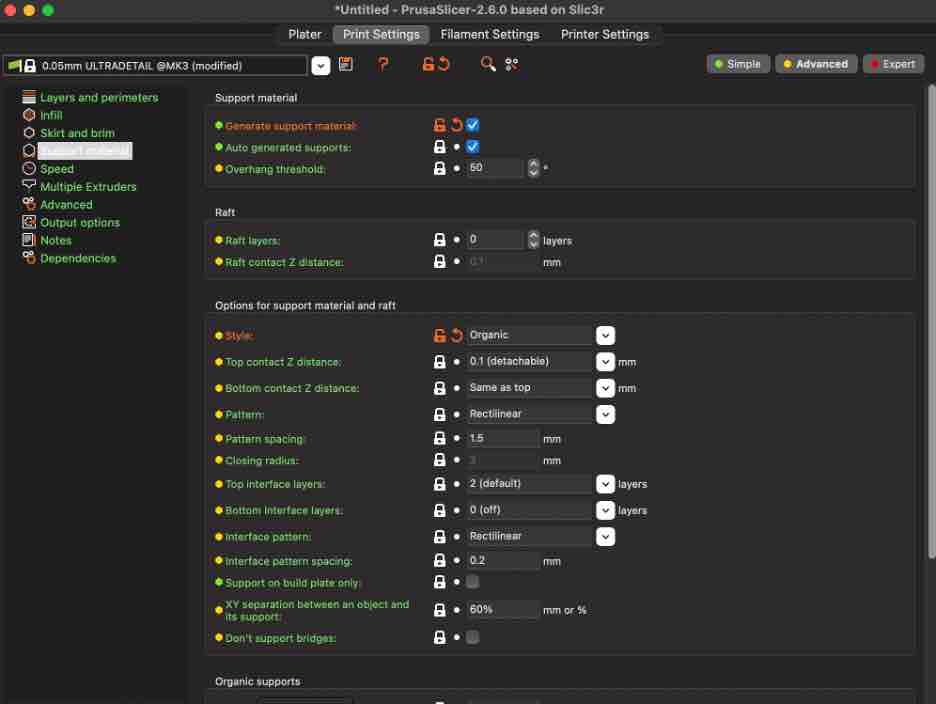 *Untitled - PrusaSlicer-2.6.0 based on Slic3r
Plater Print Settings Filament Settings Printer Settings
0.05mm ULTRADETAIL @MK3 (modified) ? Simple Advanced Expert
Layers and perimeters
Infill
Skirt and brim
Support material
Speed
Multiple Extruders
Advanced
Output options
Notes
Dependencies
Support material
Generate support material:
Auto generated supports:
Overhang threshold: 50 °
Raft
Raft layers: 0 layers
Raft contact Z distance: 0.1 mm
Options for support material and raft
Style: Organic
Top contact Z distance: 0.1 (detachable) mm
Bottom contact Z distance: Same as top mm
Pattern: Rectilinear
Pattern spacing: 1.5 mm
Closing radius: 2 mm
Top interface layers: 2 (default) layers
Bottom interface layers: 0 (off) layers
Interface pattern: Rectilinear
Interface pattern spacing: 0.2 mm
Support on build plate only:
XY separation between an object and
its support: 60% mm or %
Don't support bridges:
Organic supports